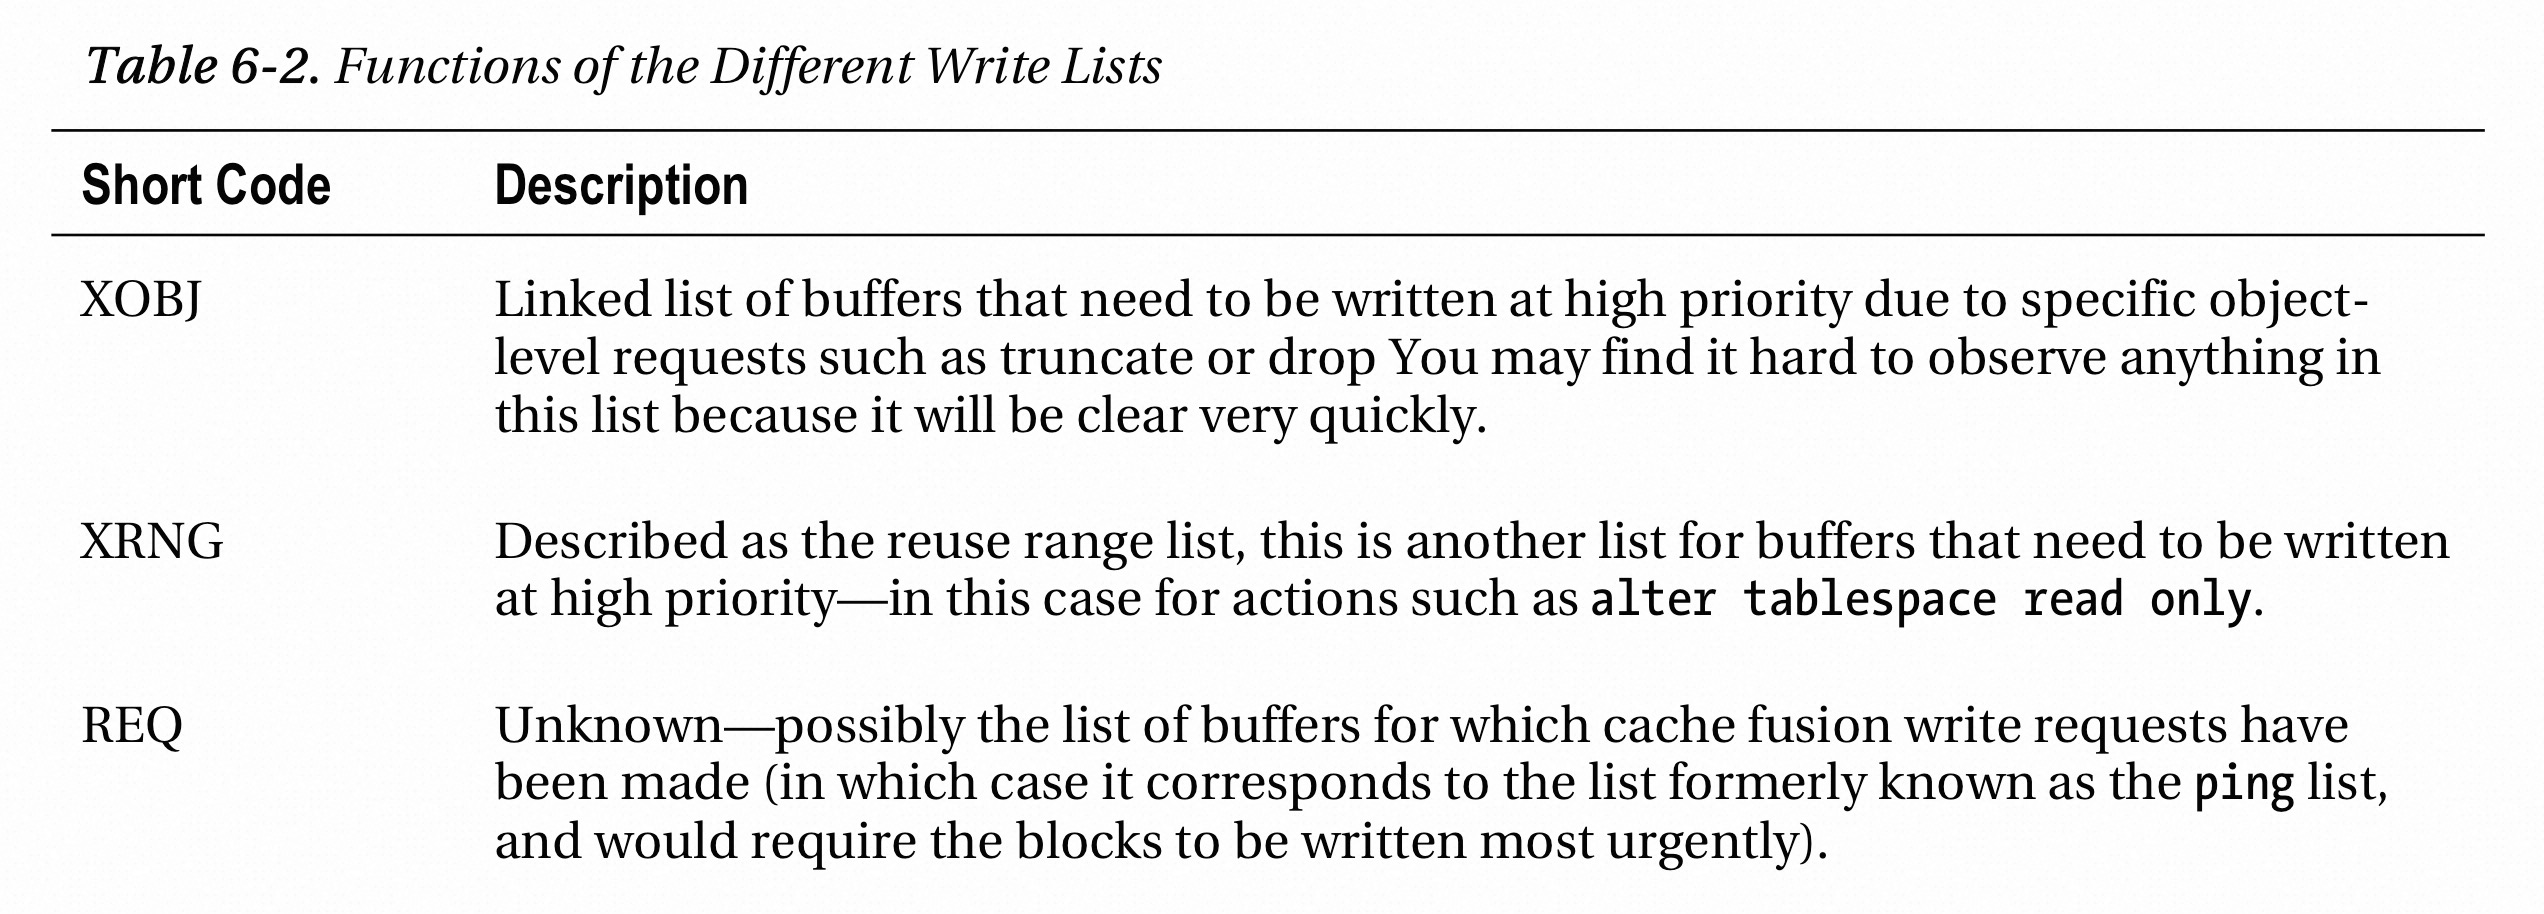 Table 6-2. Functions of the Different Write Lists
Short Code Description
XOBJ Linked list of buffers that need to be written at high priority due to specific object-
level requests such as truncate or drop You may find it hard to observe anything in
this list because it will be clear very quickly.
XRNG Described as the reuse range list, this is another list for buffers that need to be written
at high priority—in this case for actions such as alter tablespace read only.
REQ Unknown—possibly the list of buffers for which cache fusion write requests have
been made (in which case it corresponds to the list formerly known as the ping list,
and would require the blocks to be written most urgently).